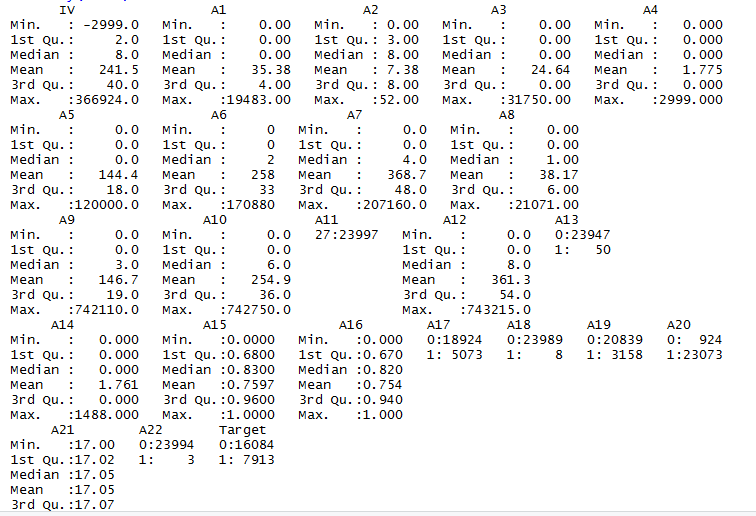 IV A1 A2 A3 A4
Min. : -2999.0 Min. : 0.00 Min. : 0.00 Min. : 0.00 Min. : 0.000
1st Qu.: 2.0 1st Qu.: 0.00 1st Qu.: 3.00 1st Qu.: 0.00 1st Qu.: 0.000
Median : 8.0 Median : 0.00 Median : 8.00 Median : 0.00 Median : 0.000
Mean : 241.5 Mean : 35.38 Mean : 7.38 Mean : 24.64 Mean : 1.775
3rd Qu.: 40.0 3rd Qu.: 4.00 3rd Qu.: 8.00 3rd Qu.: 0.00 3rd Qu.: 0.000
Max. :366924.0 Max. :19483.00 Max. :52.00 Max. :31750.00 Max. :2999.000
A5 A6 A7 A8
Min. : 0.0 Min. : 0 Min. : 0.0 Min. : 0.00
1st Qu.: 0.0 1st Qu.: 0 1st Qu.: 0.0 1st Qu.: 0.00
Median : 0.0 Median : 2 Median : 4.0 Median : 1.00
Mean : 144.4 Mean : 258 Mean : 368.7 Mean : 38.17
3rd Qu.: 18.0 3rd Qu.: 33 3rd Qu.: 48.0 3rd Qu.: 6.00
Max. :120000.0 Max. :170880 Max. :207160.0 Max. :21071.00
A9 A10 A11 A12 A13
Min. : 0.0 Min. : 0.0 27:23997 Min. : 0.0 0:23947
1st Qu.: 0.0 1st Qu.: 0.0 1st Qu.: 0.0 1: 50
Median : 3.0 Median : 6.0 Median : 8.0
Mean : 146.7 Mean : 254.9 Mean : 361.3
3rd Qu.: 19.0 3rd Qu.: 36.0 3rd Qu.: 54.0
Max. :742110.0 Max. :742750.0 Max. :743215.0
A14 A15 A16 A17 A18 A19 A20
Min. : 0.000 Min. :0.0000 Min. :0.000 0:18924 0:23989 0:20839 0: 924
1st Qu.: 0.000 1st Qu.:0.6800 1st Qu.:0.670 1: 5073 1: 8 1: 3158 1:23073
Median : 0.000 Median :0.8300 Median :0.820
Mean : 1.761 Mean :0.7597 Mean :0.754
3rd Qu.: 0.000 3rd Qu.:0.9600 3rd Qu.:0.940
Max. :1488.000 Max. :1.0000 Max. :1.000
A21 A22 Target
Min. :17.00 0:23994 0:16084
1st Qu.:17.02 1: 3 1: 7913
Median :17.05
Mean :17.05
3rd Qu.:17.07